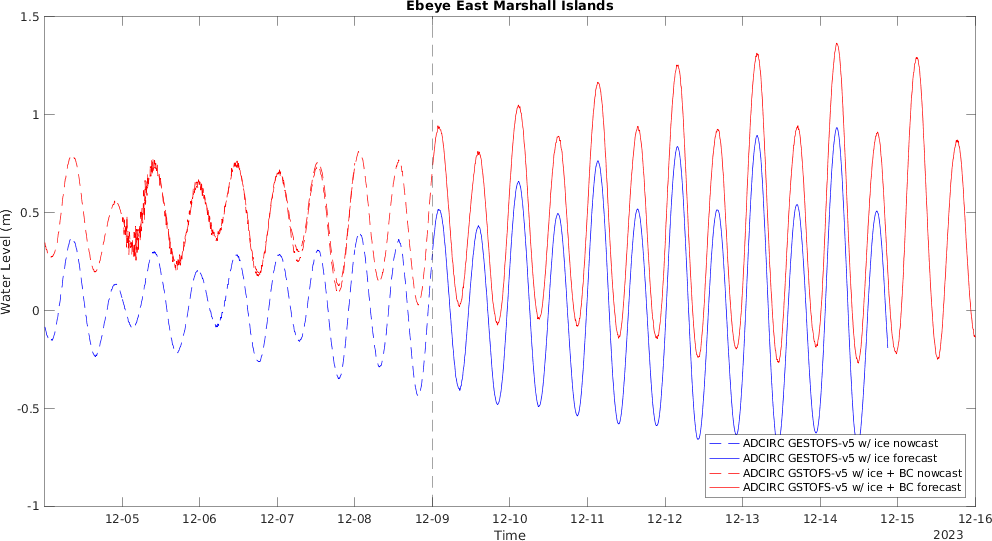 Ebeye East Marshall Islands
1.5
1
0.5
0
-0.5
-1
Water Level (m)
ADCIRC GESTOFS-v5 w/ ice nowcast
ADCIRC GESTOFS-v5 w/ ice forecast
ADCIRC GSTOFS-v5 w/ ice + BC nowcast
ADCIRC GSTOFS-v5 w/ ice + BC forecast
12-05 12-06 12-07 12-08 12-09 12-10 12-11 12-12 12-13 12-14 12-15 12-16
Time
2023